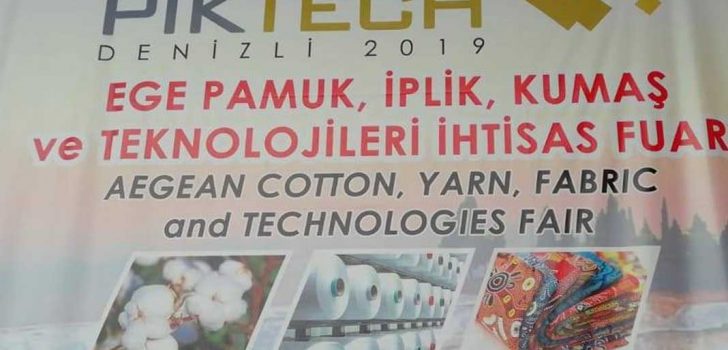 PİKTECH
DENİZLİ 2019
EGE PAMUK, İPLİK, KUMAŞ
ve TEKNOLOJİLERİ İHTİSAS FUAR
AEGEAN COTTON, YARN, FABRIC
and TECHNOLOGIES FAIR